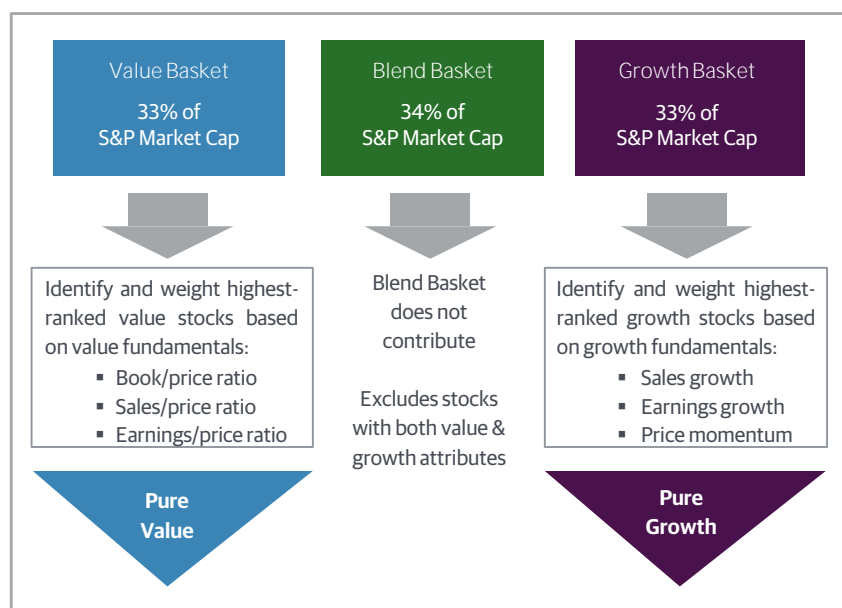 Value Basket
33% of
S&P Market Cap
Blend Basket
34% of
S&P Market Cap
Growth Basket
33% of
S&P Market Cap
Identify and weight highest-
ranked value stocks based
on value fundamentals:
▪ Book/price ratio
▪ Sales/price ratio
▪ Earnings/price ratio
Blend Basket
does not
contribute
Excludes stocks
with both value &
growth attributes
Identify and weight highest-
ranked growth stocks based
on growth fundamentals:
▪ Sales growth
▪ Earnings growth
▪ Price momentum
Pure
Value
Pure
Growth